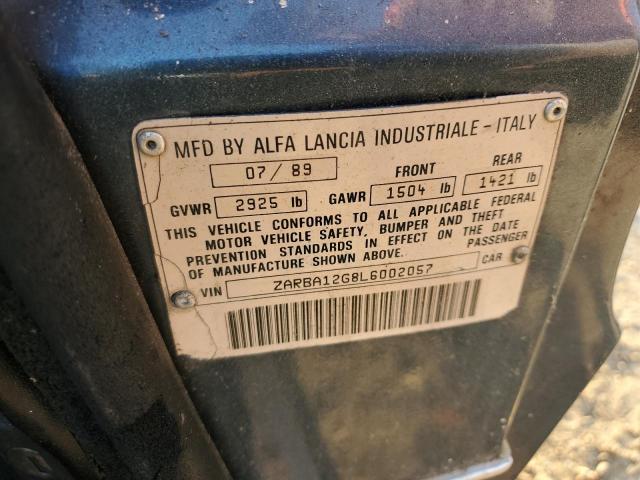 MFD BY ALFA LANCIA INDUSTRIALE - ITALY
07/89 FRONT REAR
GVWR 2925 lb GAWR 1504 lb 1421 lb
THIS VEHICLE CONFORMS TO ALL APPLICABLE FEDERAL
MOTOR VEHICLE SAFETY, BUMPER AND THEFT
PREVENTION STANDARDS IN EFFECT ON THE DATE
OF MANUFACTURE SHOWN ABOVE. PASSENGER
VIN ZARBA12G8L6002057 CAR